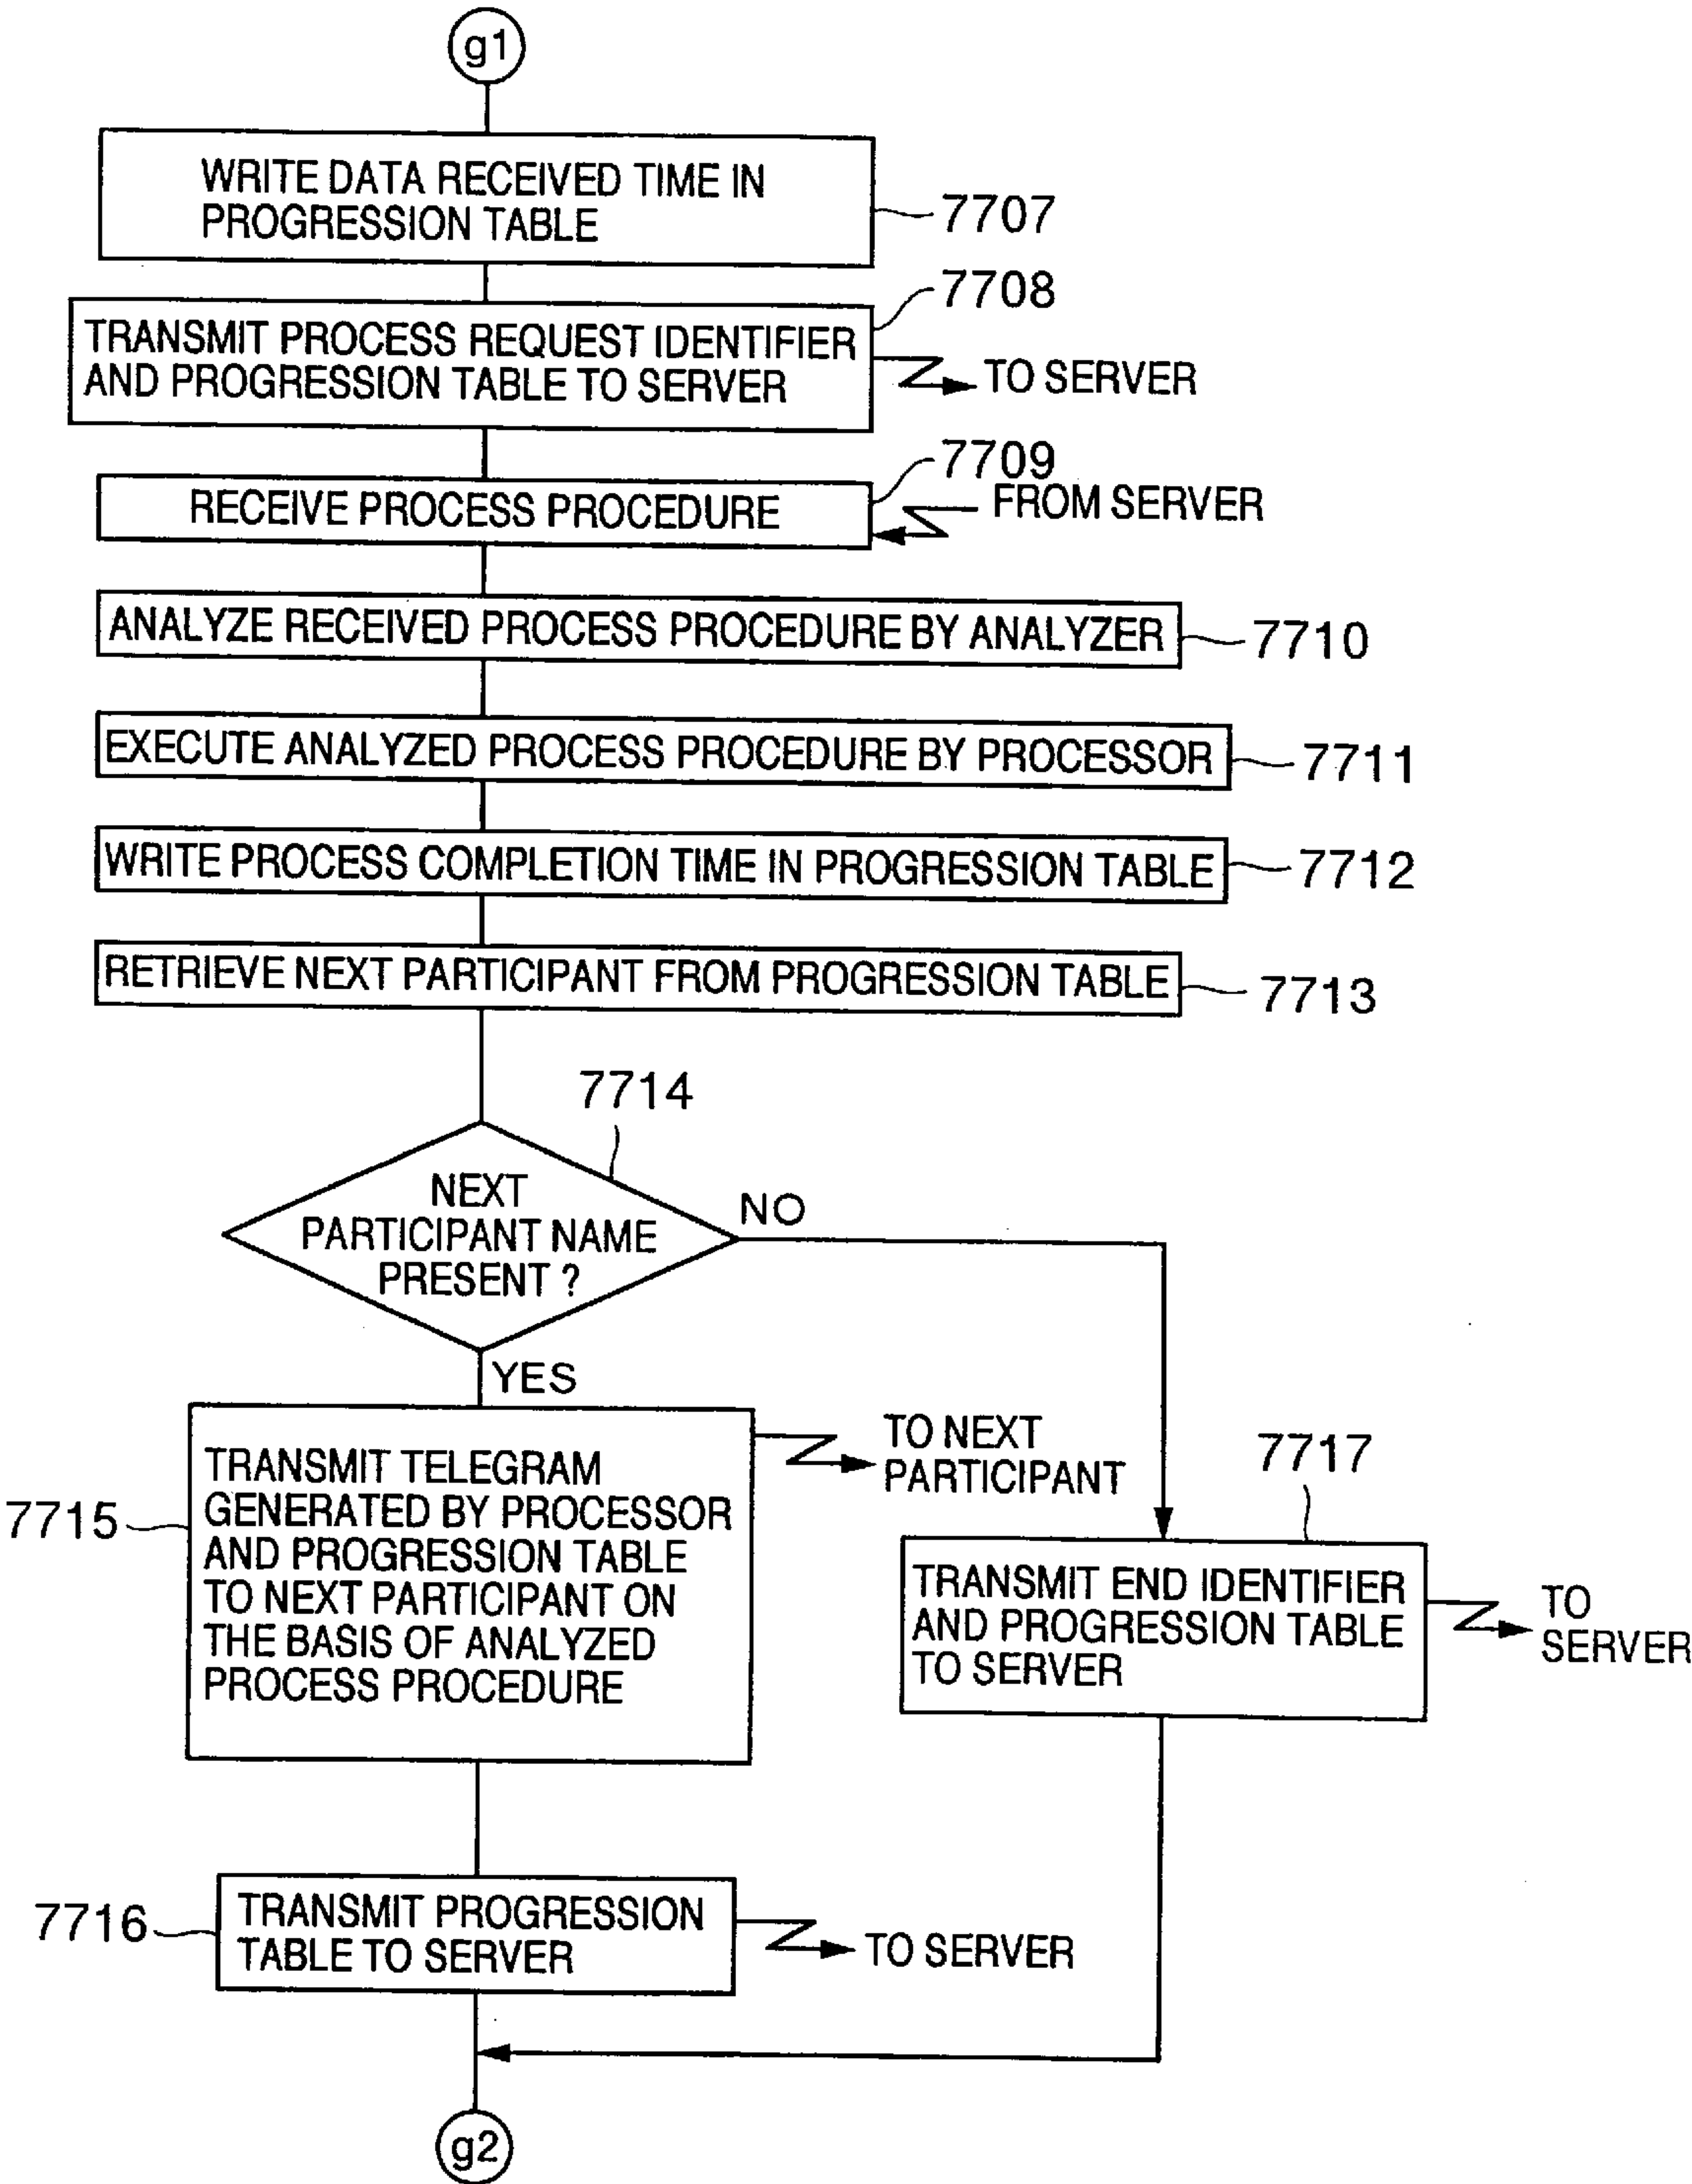 g1
WRITE DATA RECEIVED TIME IN
PROGRESSION TABLE
7707
7708
TRANSMIT PROCESS REQUEST IDENTIFIER
AND PROGRESSION TABLE TO SERVER
TO SERVER
7709
RECEIVE PROCESS PROCEDURE
FROM SERVER
ANALYZE RECEIVED PROCESS PROCEDURE BY ANALYZER
7710
EXECUTE ANALYZED PROCESS PROCEDURE BY PROCESSOR
7711
WRITE PROCESS COMPLETION TIME IN PROGRESSION TABLE
7712
RETRIEVE NEXT PARTICIPANT FROM PROGRESSION TABLE
7713
7714
NEXT
PARTICIPANT NAME
PRESENT ?
NO
YES
7715
TRANSMIT TELEGRAM
GENERATED BY PROCESSOR
AND PROGRESSION TABLE
TO NEXT PARTICIPANT ON
THE BASIS OF ANALYZED
PROCESS PROCEDURE
TO NEXT
PARTICIPANT
7717
TRANSMIT END IDENTIFIER
AND PROGRESSION TABLE
TO SERVER
TO
SERVER
7716
TRANSMIT PROGRESSION
TABLE TO SERVER
TO SERVER
g2